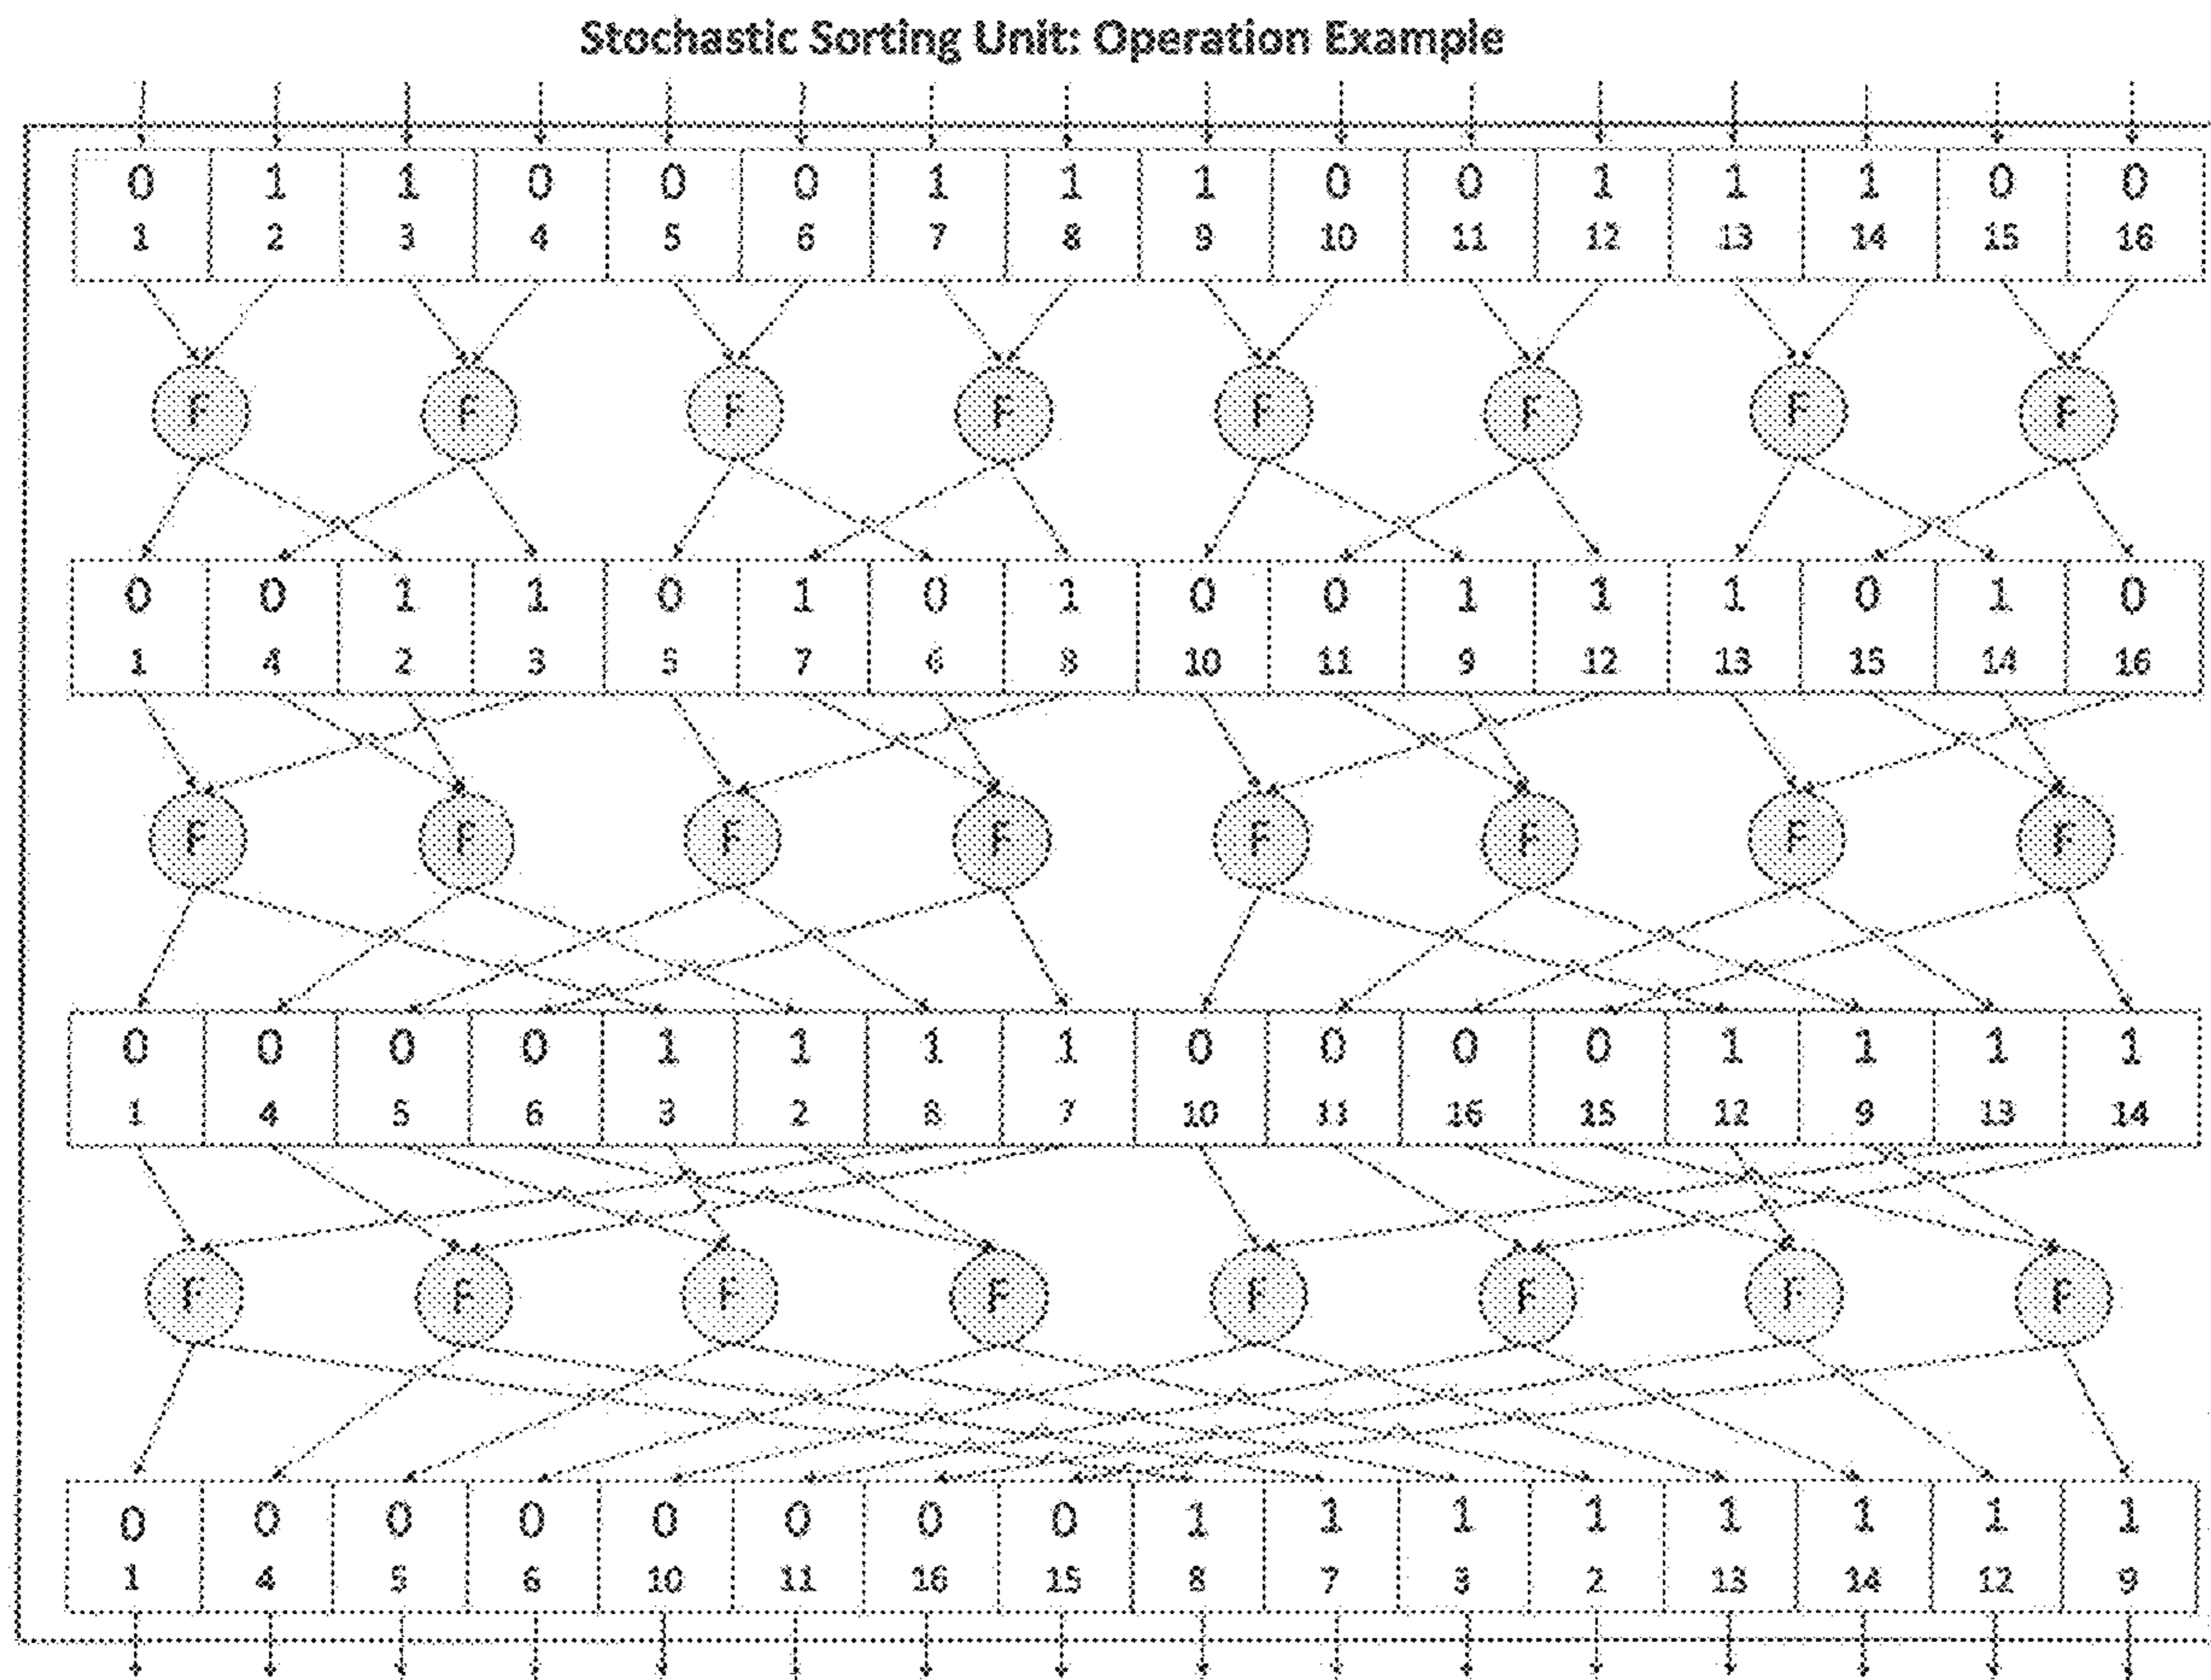 Stochastic Sorting Unit: Operation Example
0 1 1 0 0 0 1 1 1 0 0 1 1 1 0 0
1 2 3 4 5 6 7 8 9 10 11 12 13 14 15 16
F F F F F F F F
0 0 1 1 0 1 0 1 0 0 1 1 1 0 1 0
1 4 2 3 5 7 6 8 10 11 9 12 13 15 14 16
F F F F F F F F
0 0 0 0 1 1 1 1 0 0 0 0 1 1 1 1
1 4 5 6 3 2 8 7 10 11 16 15 12 9 13 14
F F F F F F F F
0 0 0 0 0 0 0 0 1 1 1 1 1 1 1 1
1 4 5 6 10 11 16 15 8 7 3 2 13 14 12 9